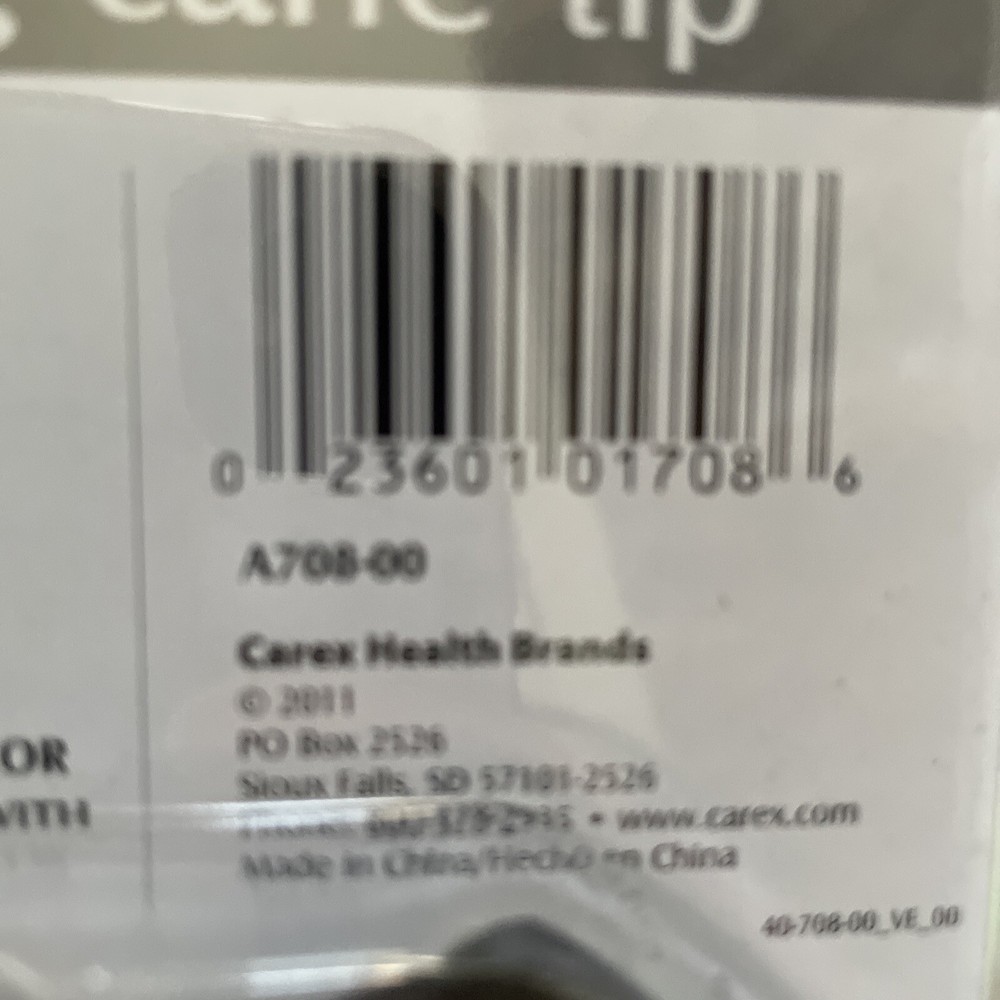 cane tip
0 23601 01708 6
A708-00
Carex Health Brands
© 2011
PO Box 2526
Sioux Falls, SD 57101-2526
• www.carex.com
Made in China/Hecho en China
OR
WITH
40-708-00_VE_00